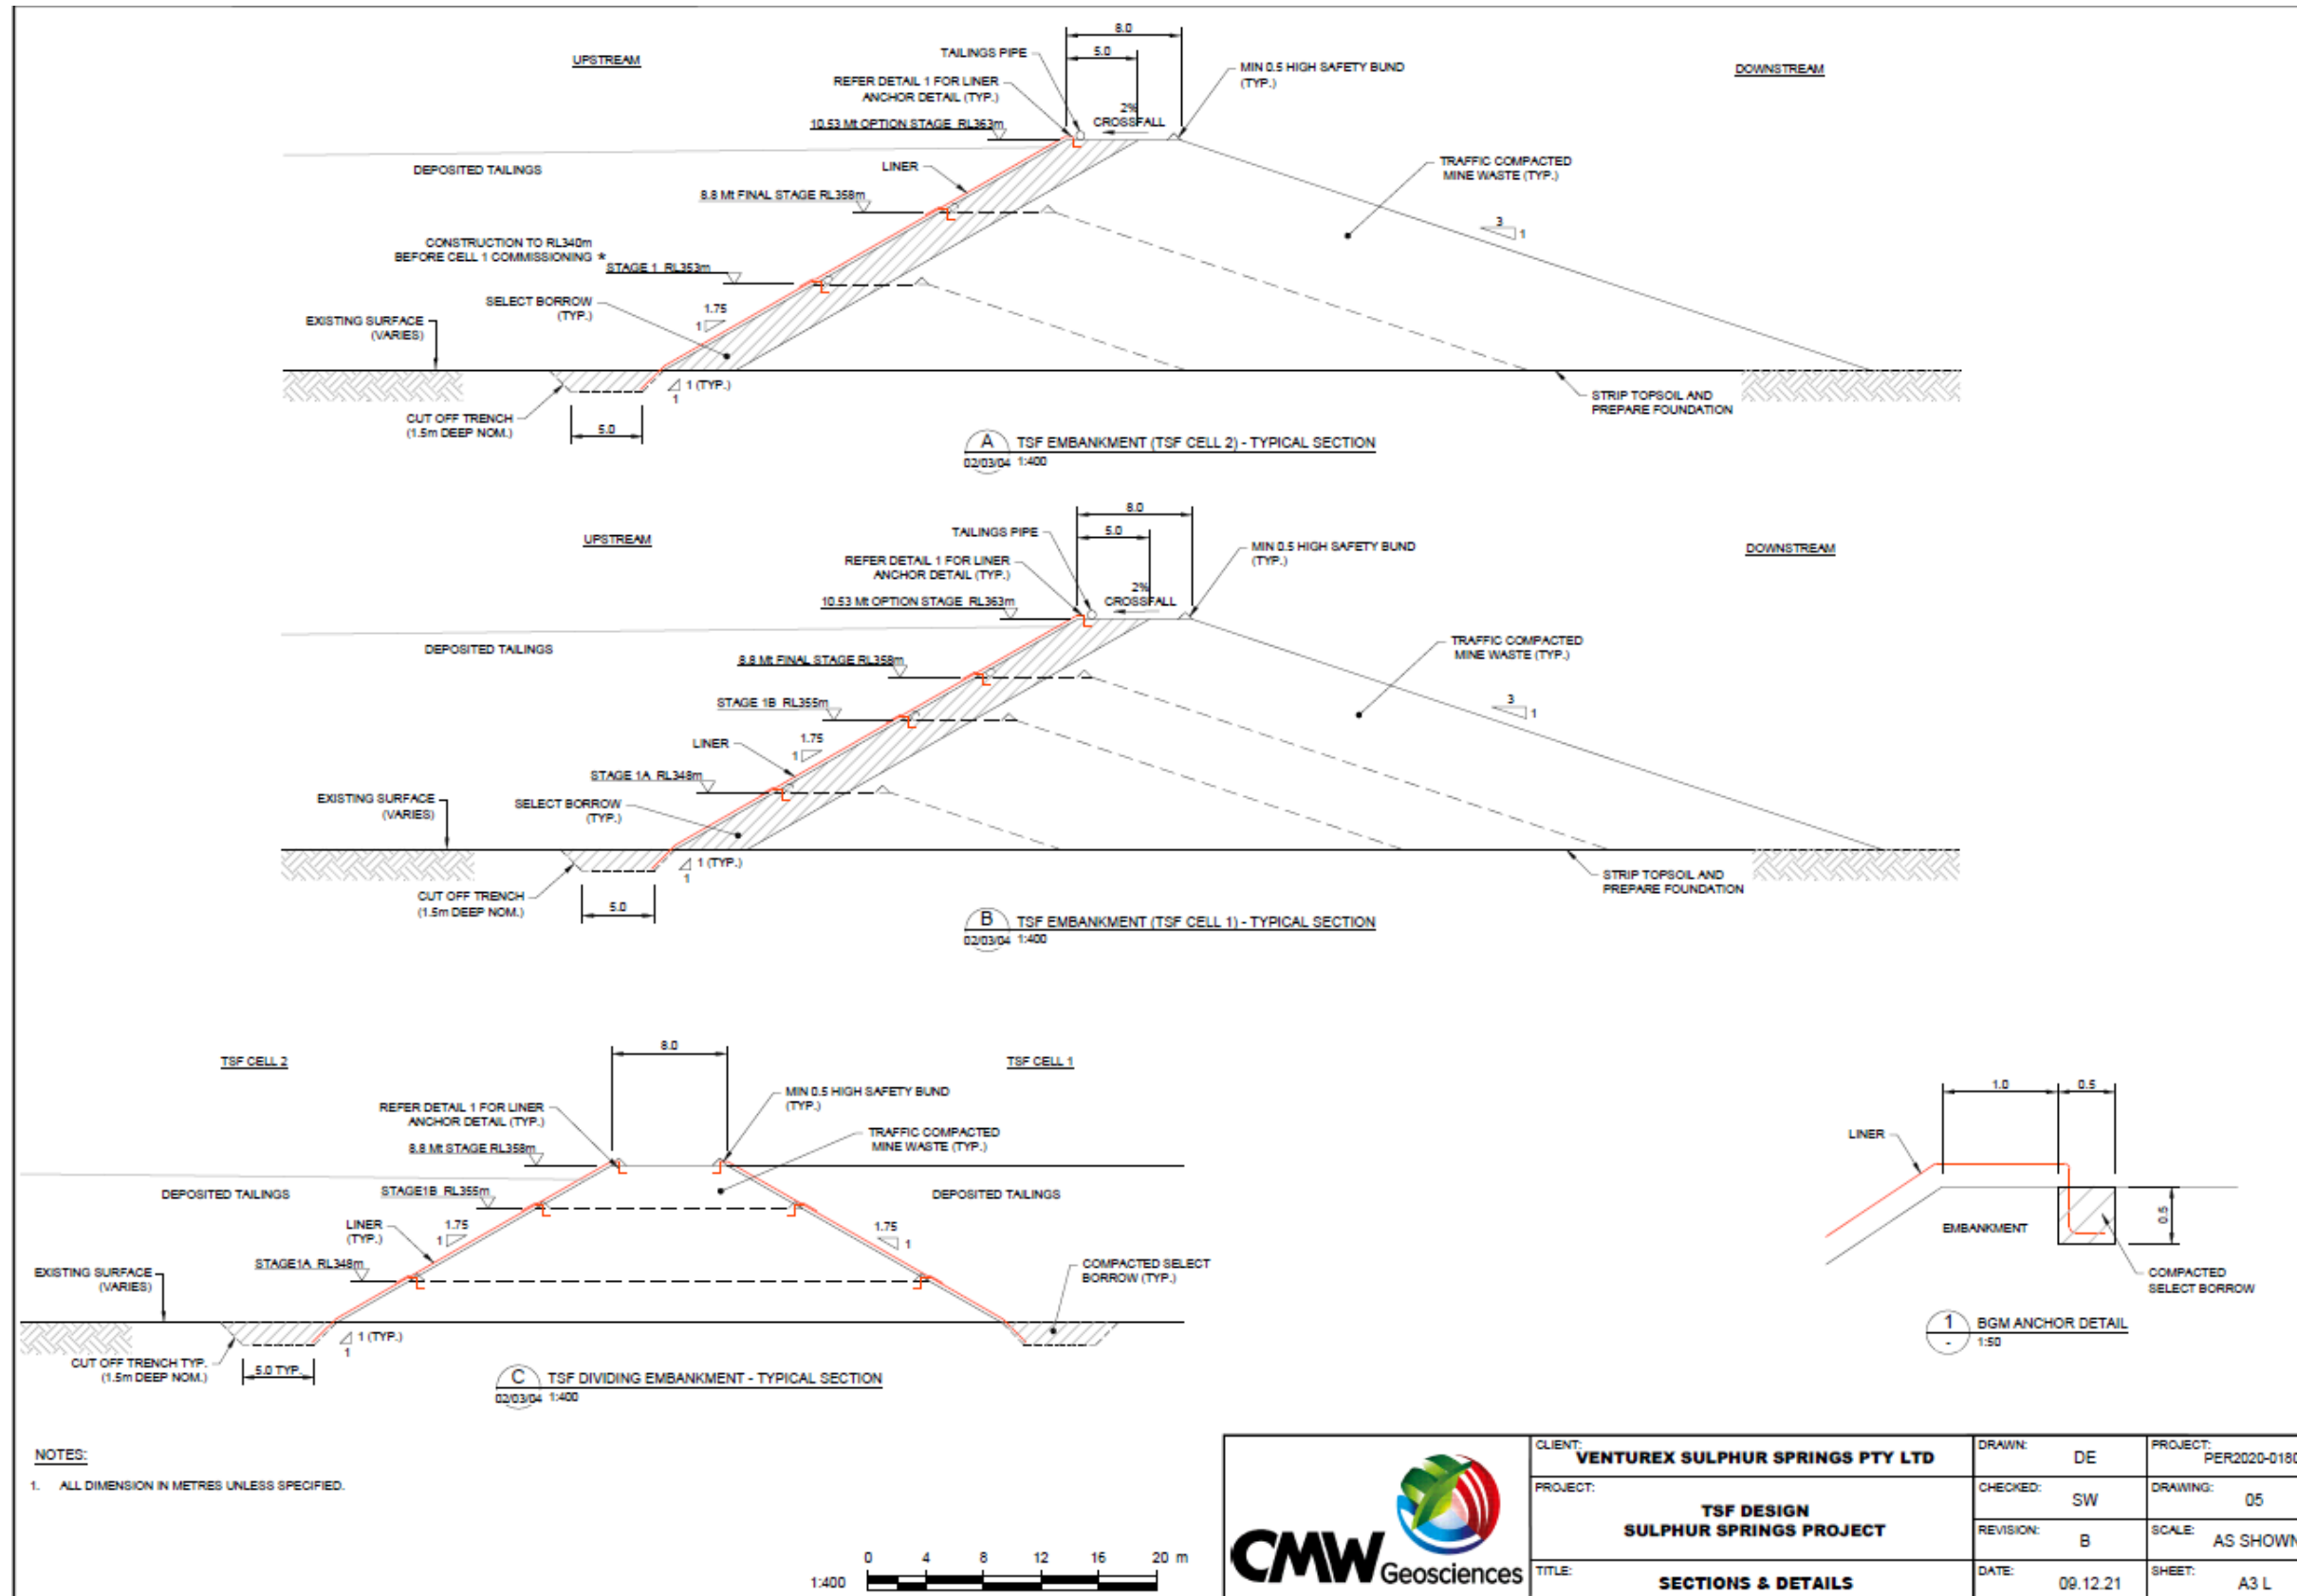 UPSTREAM
DOWNSTREAM
8.0
5.0
TAILINGS PIPE
REFER DETAIL 1 FOR LINER
ANCHOR DETAIL (TYP.)
MIN 0.5 HIGH SAFETY BUND
(TYP.)
2%
CROSSFALL
10.53 Mt OPTION STAGE RL363m
DEPOSITED TAILINGS
LINER
TRAFFIC COMPACTED
MINE WASTE (TYP.)
8.8 Mt FINAL STAGE RL358m
3
1
CONSTRUCTION TO RL340m
BEFORE CELL 1 COMMISSIONING *
STAGE 1 RL353m
SELECT BORROW
(TYP.)
1.75
1
EXISTING SURFACE
(VARIES)
1 (TYP.)
1
CUT OFF TRENCH
(1.5m DEEP NOM.)
5.0
STRIP TOPSOIL AND
PREPARE FOUNDATION
A TSF EMBANKMENT (TSF CELL 2) - TYPICAL SECTION
02/03/04 1:400
8.0
5.0
UPSTREAM
DOWNSTREAM
TAILINGS PIPE
REFER DETAIL 1 FOR LINER
ANCHOR DETAIL (TYP.)
MIN 0.5 HIGH SAFETY BUND
(TYP.)
2%
CROSSFALL
10.53 Mt OPTION STAGE RL363m
DEPOSITED TAILINGS
TRAFFIC COMPACTED
MINE WASTE (TYP.)
8.8 Mt FINAL STAGE RL358m
STAGE 1B RL355m
3
1
LINER
1.75
1
STAGE 1A RL348m
EXISTING SURFACE
(VARIES)
SELECT BORROW
(TYP.)
1 (TYP.)
1
CUT OFF TRENCH
(1.5m DEEP NOM.)
5.0
STRIP TOPSOIL AND
PREPARE FOUNDATION
B TSF EMBANKMENT (TSF CELL 1) - TYPICAL SECTION
02/03/04 1:400
TSF CELL 2
8.0
TSF CELL 1
MIN 0.5 HIGH SAFETY BUND
(TYP.)
REFER DETAIL 1 FOR LINER
ANCHOR DETAIL (TYP.)
TRAFFIC COMPACTED
MINE WASTE (TYP.)
8.8 Mt STAGE RL358m
DEPOSITED TAILINGS
STAGE1B RL355m
DEPOSITED TAILINGS
LINER
(TYP.)
1.75
1
1.75
1
STAGE1A RL348m
EXISTING SURFACE
(VARIES)
COMPACTED SELECT
BORROW (TYP.)
1 (TYP.)
1
CUT OFF TRENCH TYP.
(1.5m DEEP NOM.)
5.0 TYP.
C TSF DIVIDING EMBANKMENT - TYPICAL SECTION
02/03/04 1:400
1.0
0.5
LINER
0.5
EMBANKMENT
COMPACTED
SELECT BORROW
1 BGM ANCHOR DETAIL
- 1:50
NOTES:
1. ALL DIMENSION IN METRES UNLESS SPECIFIED.
0 4 8 12 16 20 m
1:400
CMW Geosciences
CLIENT:
VENTUREX SULPHUR SPRINGS PTY LTD
PROJECT:
TSF DESIGN
SULPHUR SPRINGS PROJECT
TITLE:
SECTIONS & DETAILS
DRAWN: DE
PROJECT: PER2020-0180
CHECKED: SW
DRAWING: 05
REVISION: B
SCALE: AS SHOWN
DATE: 09.12.21
SHEET: A3 L